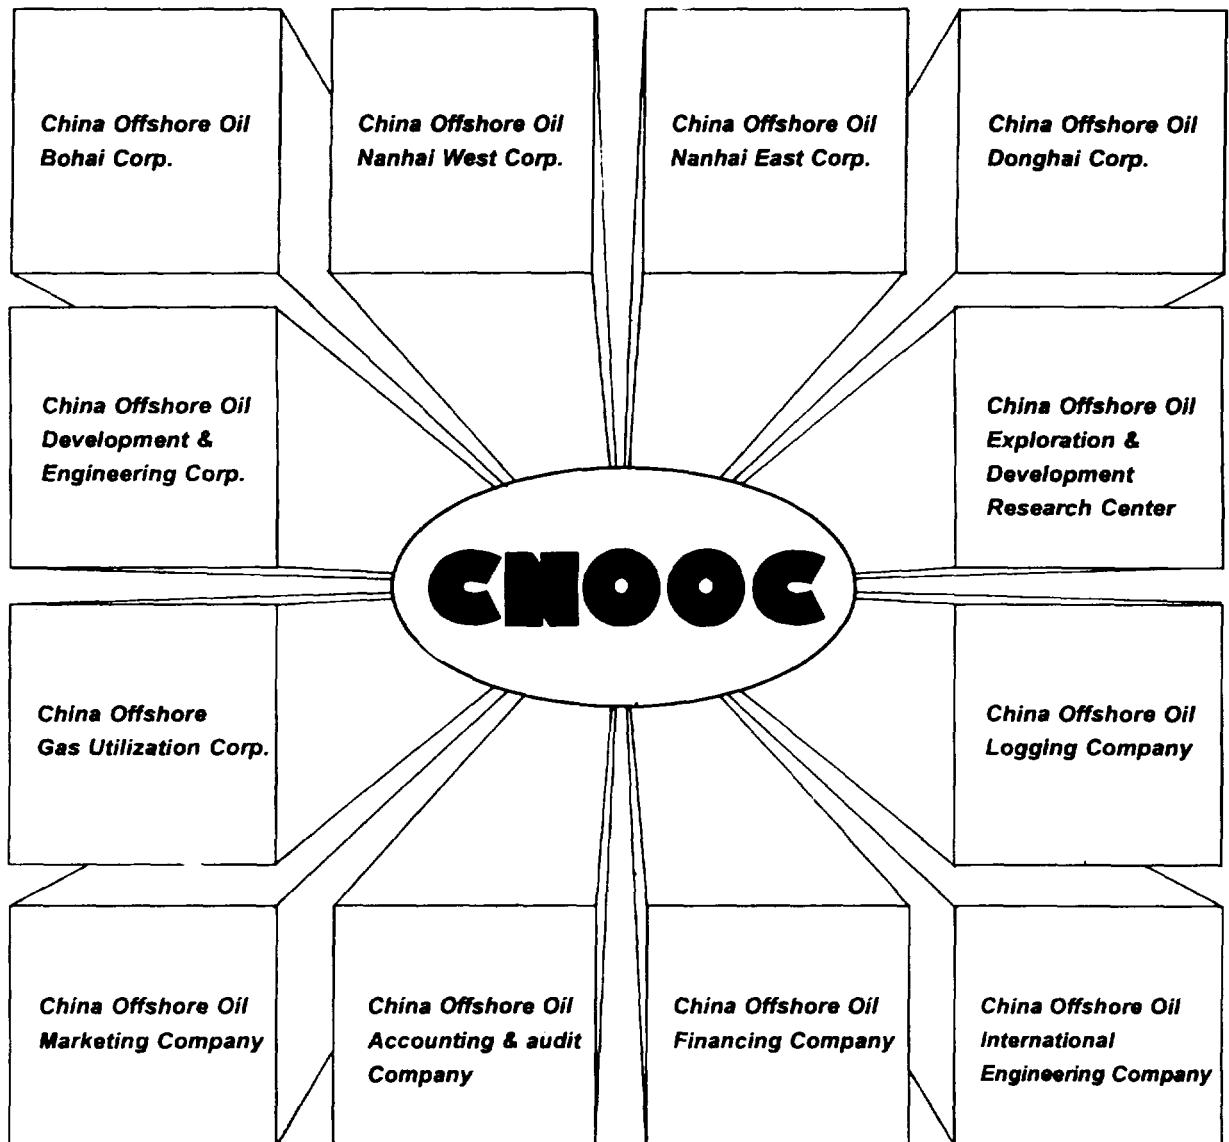 China Offshore Oil
Bohai Corp.
China Offshore Oil
Nanhai West Corp.
China Offshore Oil
Nanhai East Corp.
China Offshore Oil
Donghai Corp.
China Offshore Oil
Development &
Engineering Corp.
China Offshore Oil
Exploration &
Development
Research Center
CNOOC
China Offshore
Gas Utilization Corp.
China Offshore Oil
Logging Company
China Offshore Oil
Marketing Company
China Offshore Oil
Accounting & audit
Company
China Offshore Oil
Financing Company
China Offshore Oil
International
Engineering Company